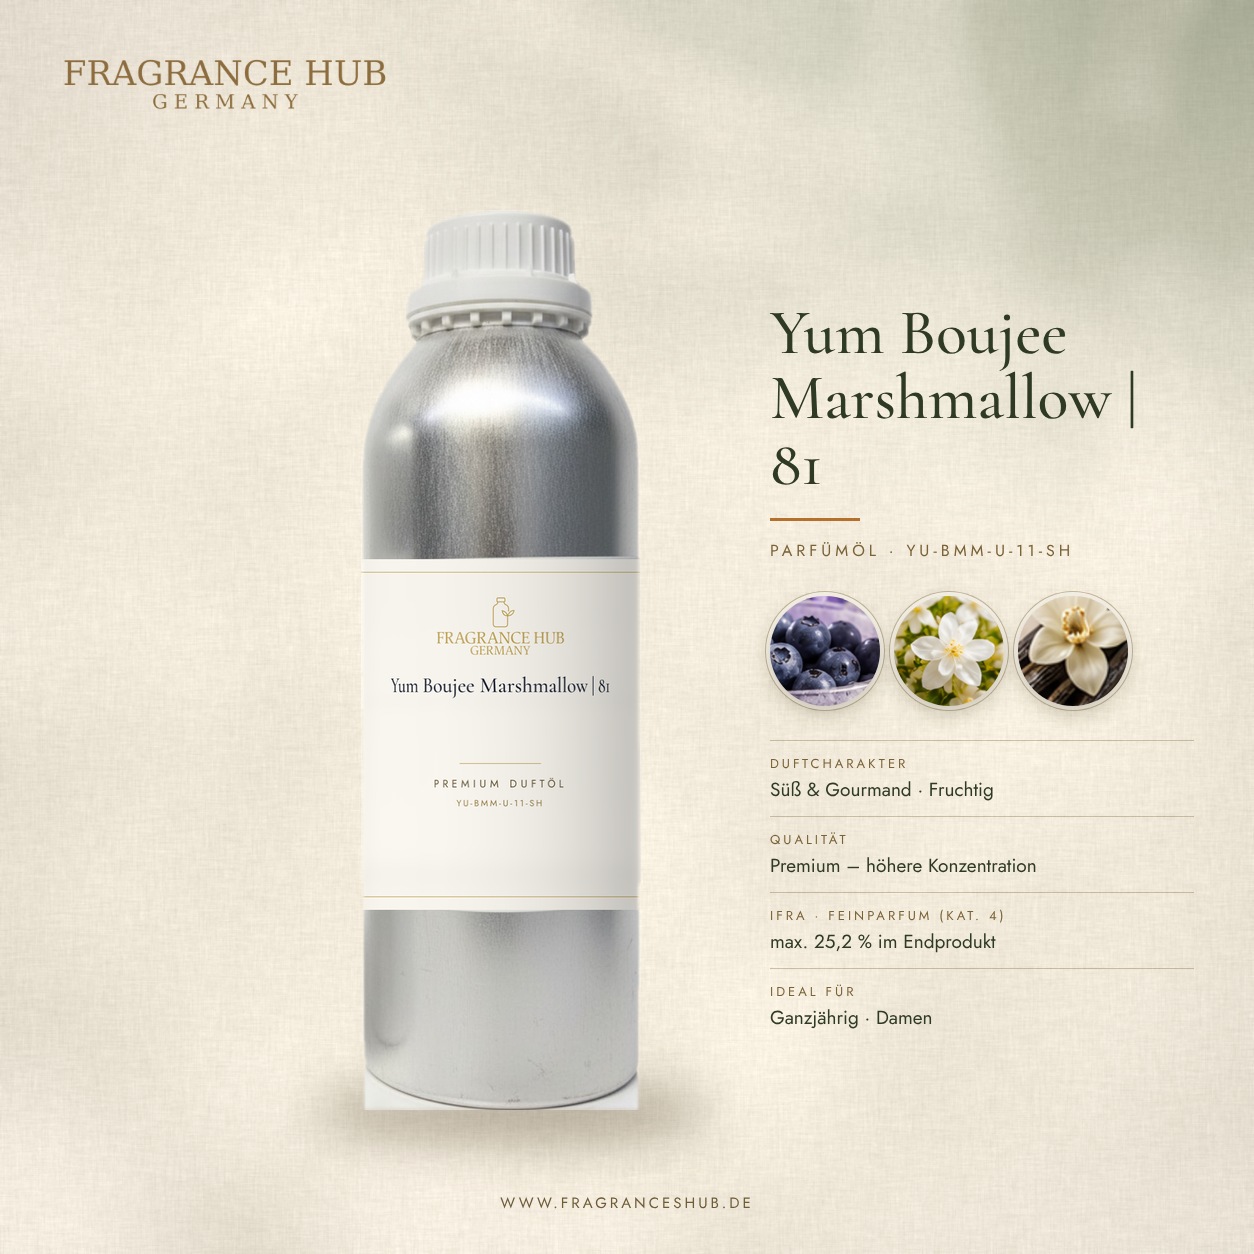 FRAGRANCE HUB
GERMANY
Yum Boujee
Marshmallow |
81
PARFÜMÖL · YU-BMM-U-11-SH
FRAGRANCE HUB
GERMANY
Yum Boujee Marshmallow | 81
PREMIUM DUFTÖL
YU-BMM-U-11-SH
DUFTCHARAKTER
Süß & Gourmand · Fruchtig
QUALITÄT
Premium – höhere Konzentration
IFRA · FEINPARFUM (KAT. 4)
max. 25,2 % im Endprodukt
IDEAL FÜR
Ganzjährig · Damen
WWW.FRAGRANCESHUB.DE